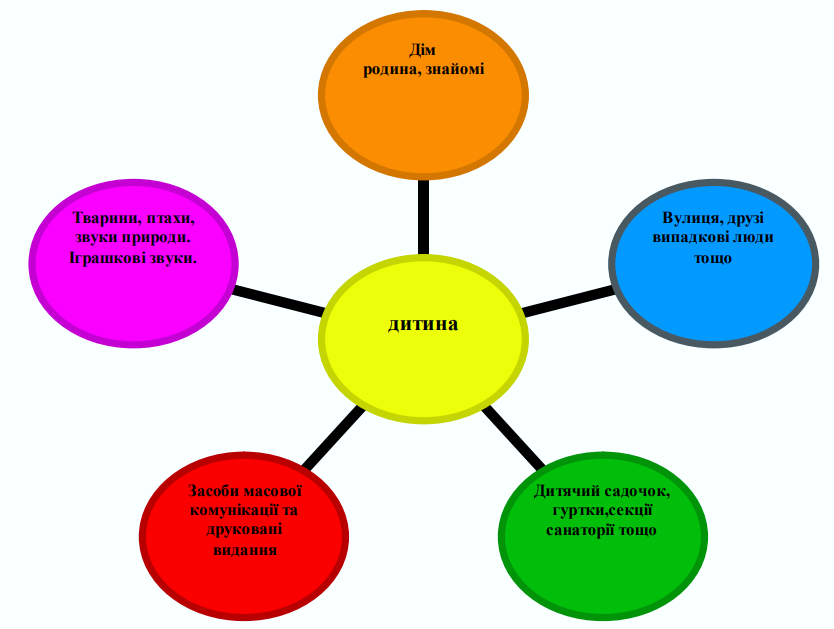 Дім
родина, знайомі
Тварини, птахи,
звуки природи.
Іграшкові звуки.
Вулиця, друзі
випадкові люди
тощо
дитина
Засоби масової
комунікації та
друковані
видання
Дитячий садочок,
гуртки,секції
санаторії тощо